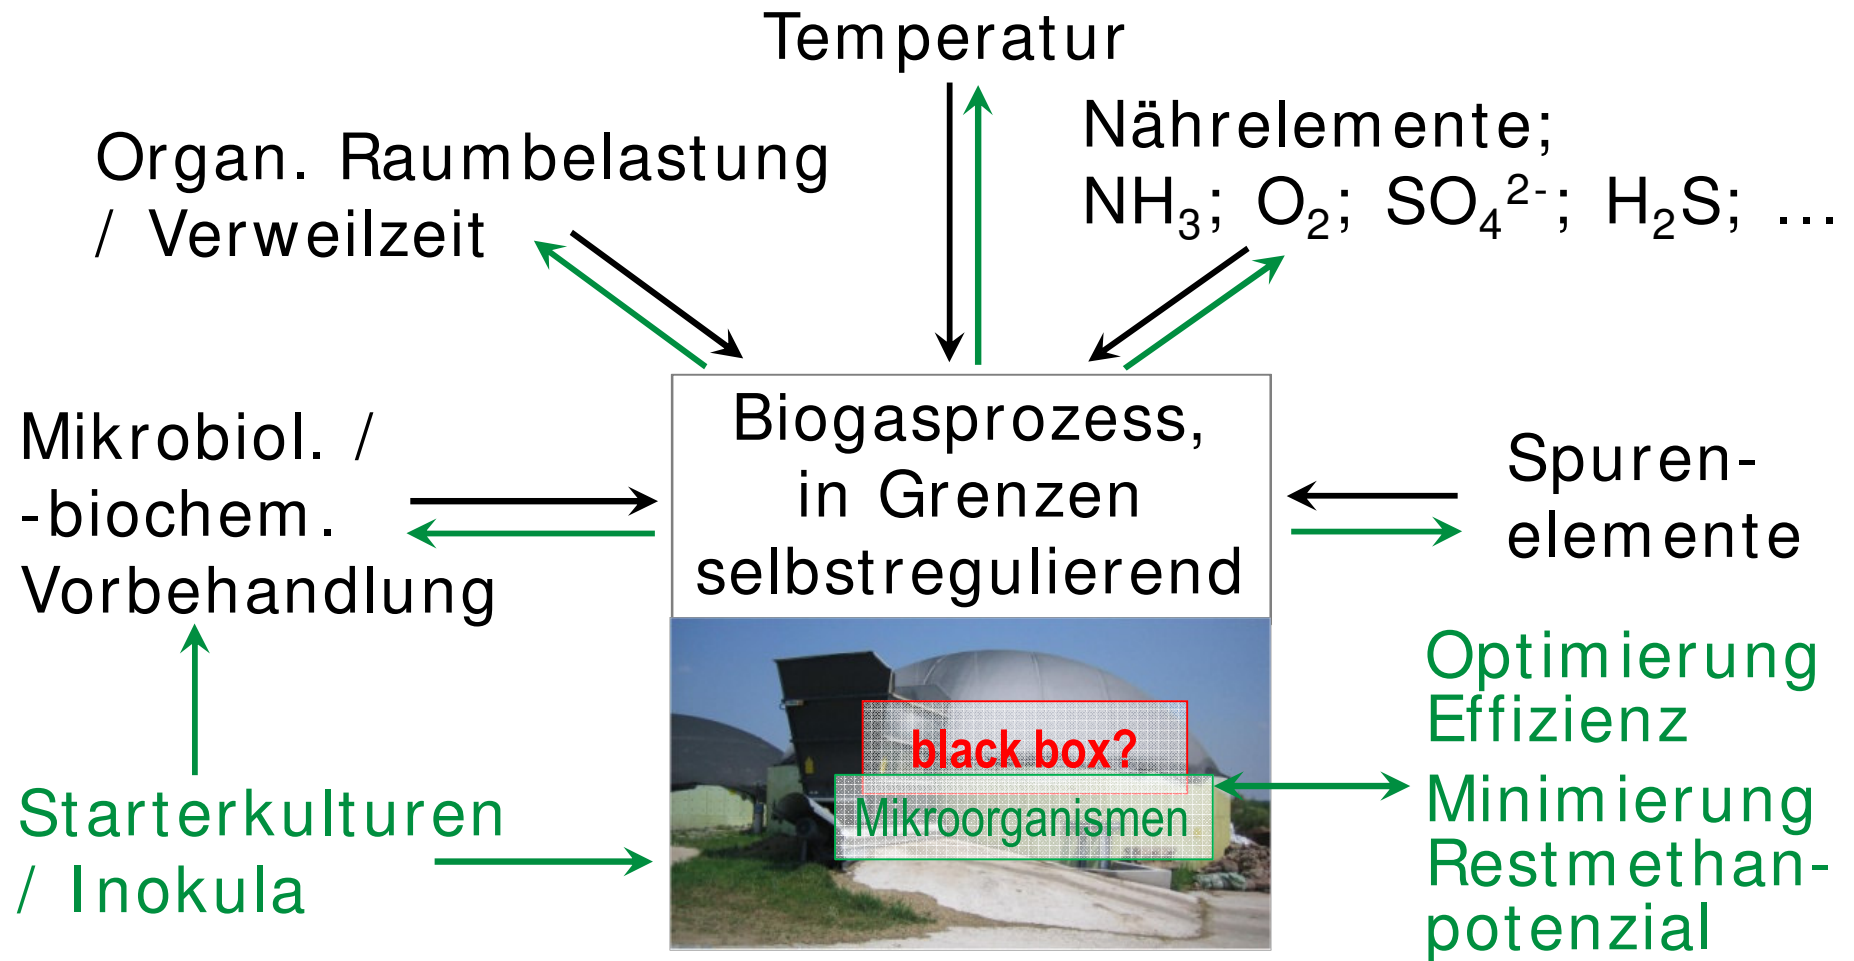 Temperatur
Organ. Raumbelastung
/ Verweilzeit
Nährelemente;
NH₃; O₂; SO₄²⁻; H₂S; ...
Mikrobiol. /
-biochem.
Vorbehandlung
Biogasprozess,
in Grenzen
selbstregulierend
Spuren-
elemente
black box?
Mikroorganismen
Starterkulturen
/ Inokula
Optimierung
Effizienz
Minimierung
Restmethan-
potenzial